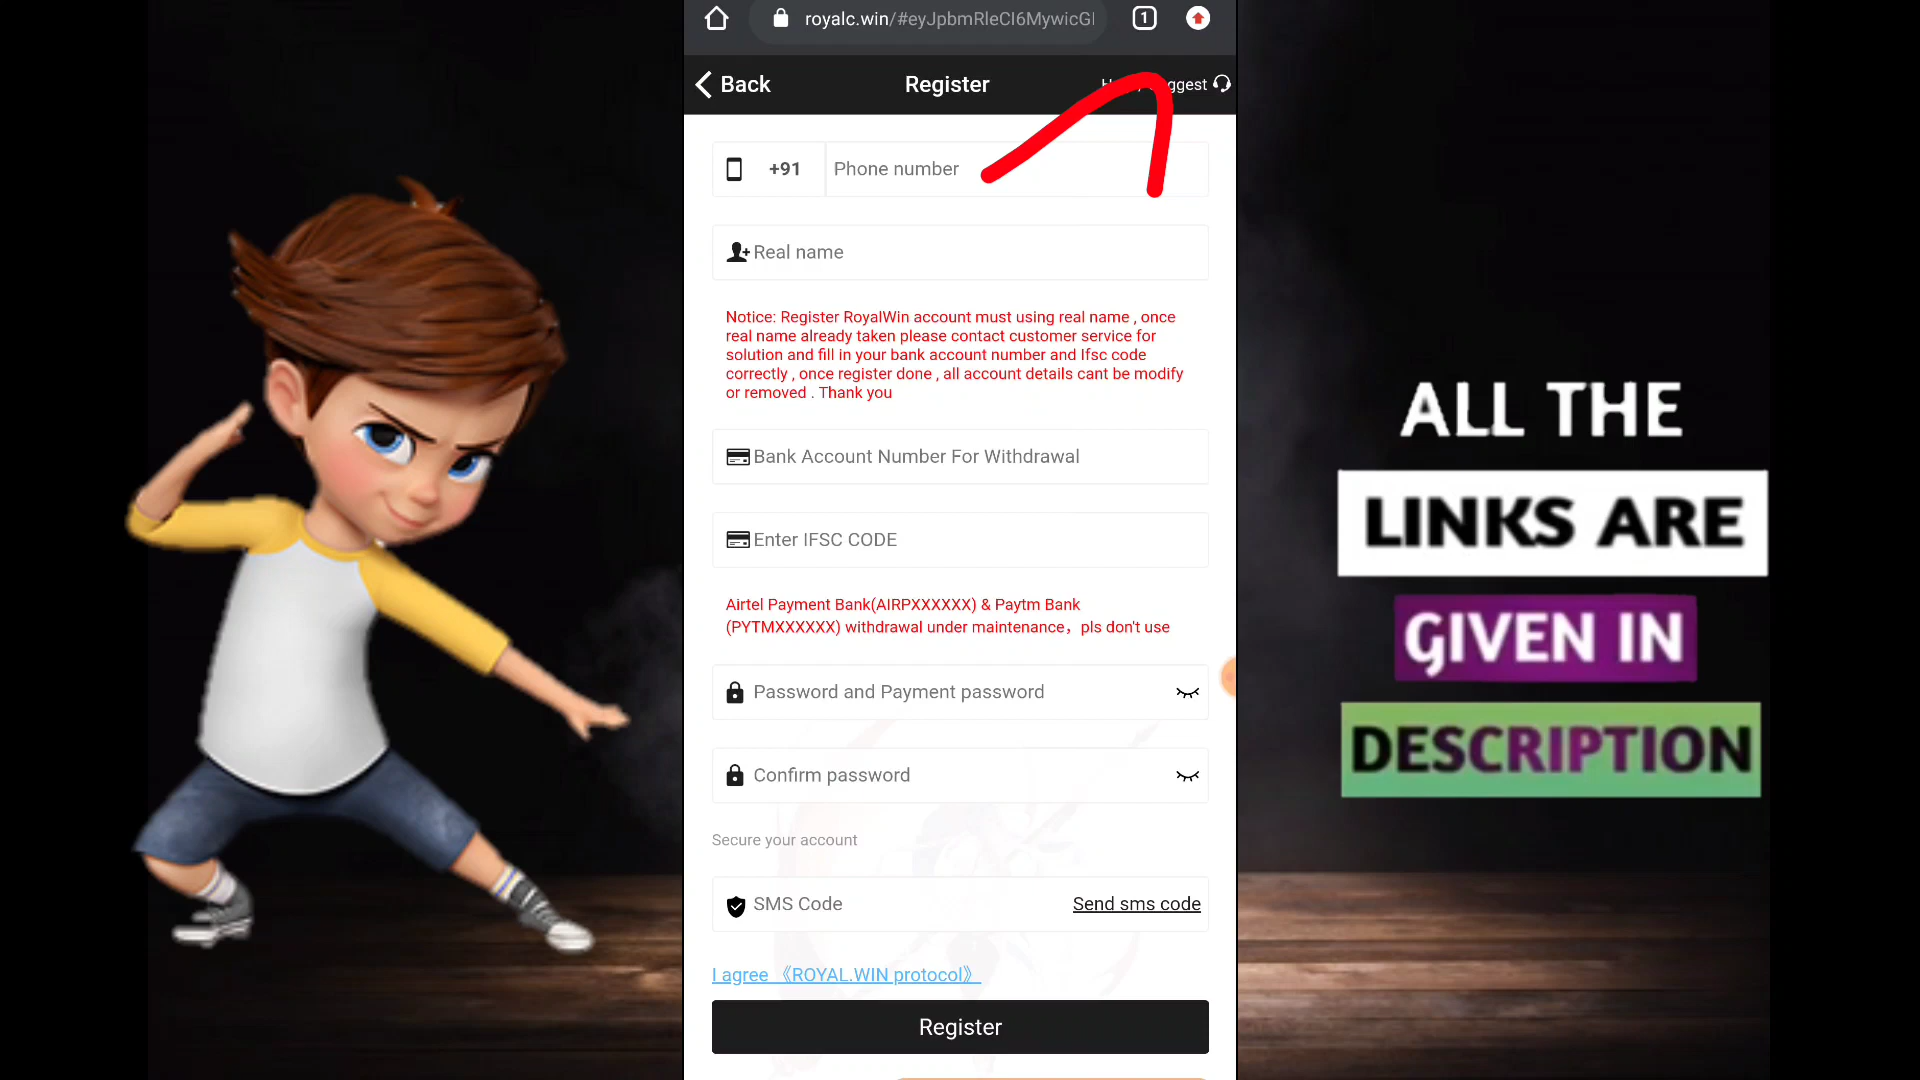 royalc.win/#eyJpbmRleCI6MywicGl
1
Back
Register
+91
Phone number
Real name
Notice: Register RoyalWin account must using real name , once
real name already taken please contact customer service for
solution and fill in your bank account number and Ifsc code
correctly , once register done , all account details cant be modify
or removed . Thank you
Bank Account Number For Withdrawal
Enter IFSC CODE
Airtel Payment Bank(AIRPXXXXXX) & Paytm Bank
(PYTMXXXXXX) withdrawal under maintenance，pls don't use
Password and Payment password
Confirm password
Secure your account
SMS Code
Send sms code
I agree 《ROYAL.WIN protocol》
Register
ALL THE
LINKS ARE
GIVEN IN
DESCRIPTION